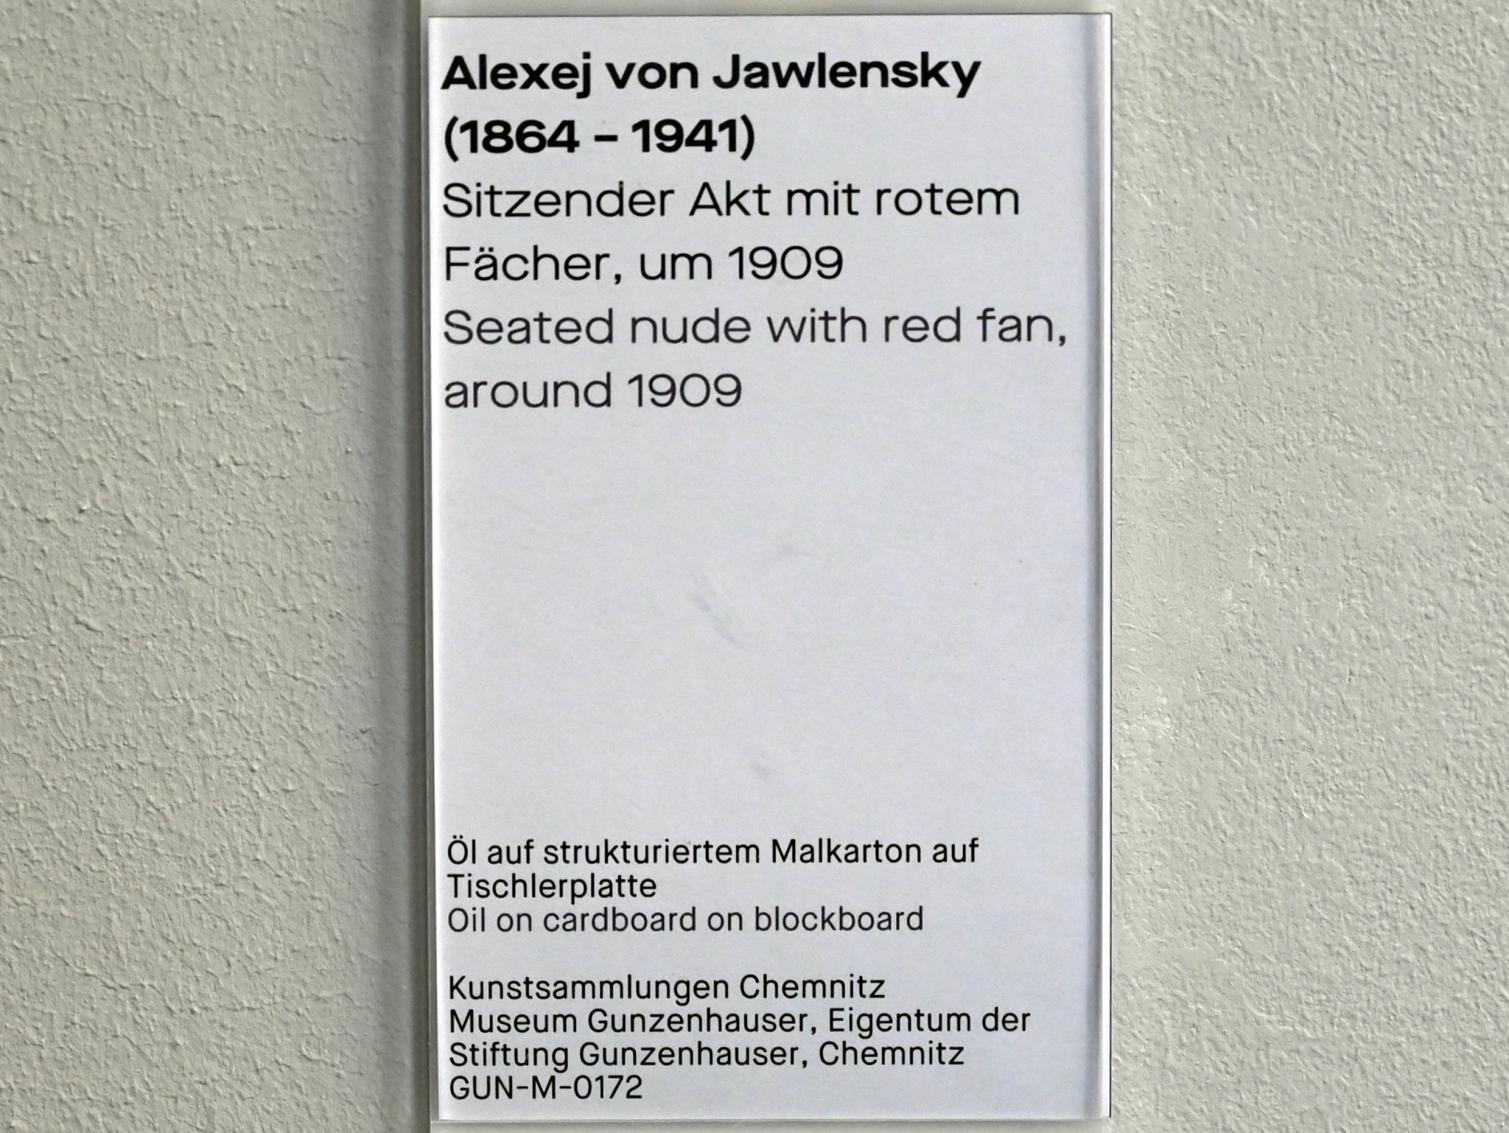 Alexej von Jawlensky
(1864 – 1941)
Sitzender Akt mit rotem
Fächer, um 1909
Seated nude with red fan,
around 1909
Öl auf strukturiertem Malkarton auf
Tischlerplatte
Oil on cardboard on blockboard
Kunstsammlungen Chemnitz
Museum Gunzenhauser, Eigentum der
Stiftung Gunzenhauser, Chemnitz
GUN-M-0172